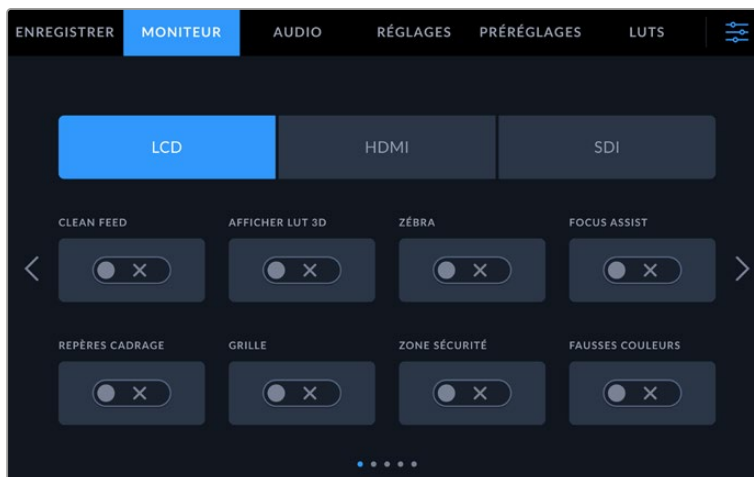 ENREGISTRER MONITEUR AUDIO RÉGLAGES PRÉRÉGLAGES LUTS
LCD HDMI SDI
CLEAN FEED AFFICHER LUT 3D ZÉBRA FOCUS ASSIST
REPÈRES CADRAGE GRILLE ZONE SÉCURITÉ FAUSSES COULEURS